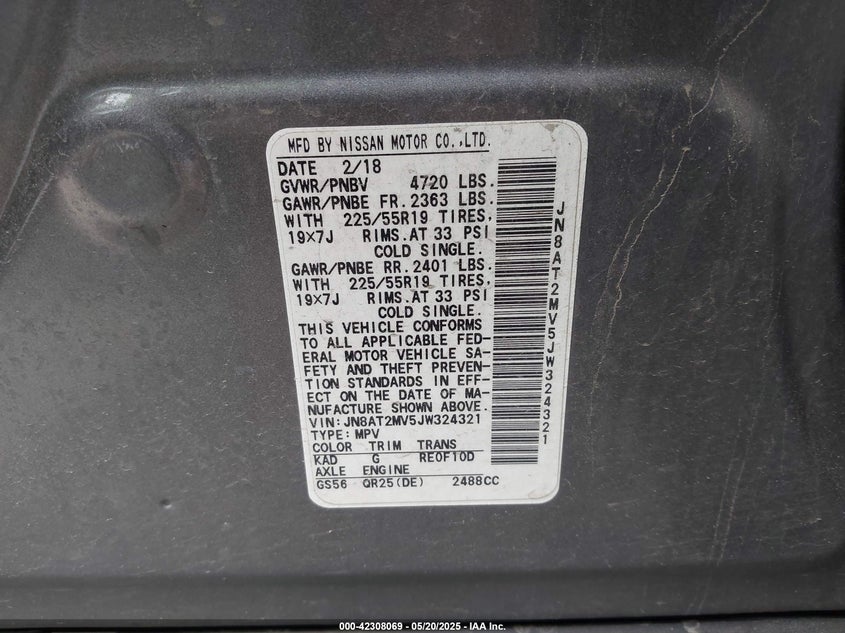 MFD BY NISSAN MOTOR CO.,LTD.
DATE 2/18
GVWR/PNBV 4720 LBS.
GAWR/PNBE FR.2363 LBS.
WITH 225/55R19 TIRES,
19×7J RIMS.AT 33 PSI
COLD SINGLE.
GAWR/PNBE RR.2401 LBS.
WITH 225/55R19 TIRES,
19×7J RIMS.AT 33 PSI
COLD SINGLE.
THIS VEHICLE CONFORMS
TO ALL APPLICABLE FED-
ERAL MOTOR VEHICLE SA-
FETY AND THEFT PREVEN-
TION STANDARDS IN EFF-
ECT ON THE DATE OF MA-
NUFACTURE SHOWN ABOVE.
VIN:JN8AT2MV5JW324321
TYPE:MPV
COLOR TRIM TRANS
KAD G RE0F10D
AXLE ENGINE
GS56 QR25(DE) 2488CC
JN8AT2MV5JW324321
000-42308069 — 05/20/2025 — IAA Inc.